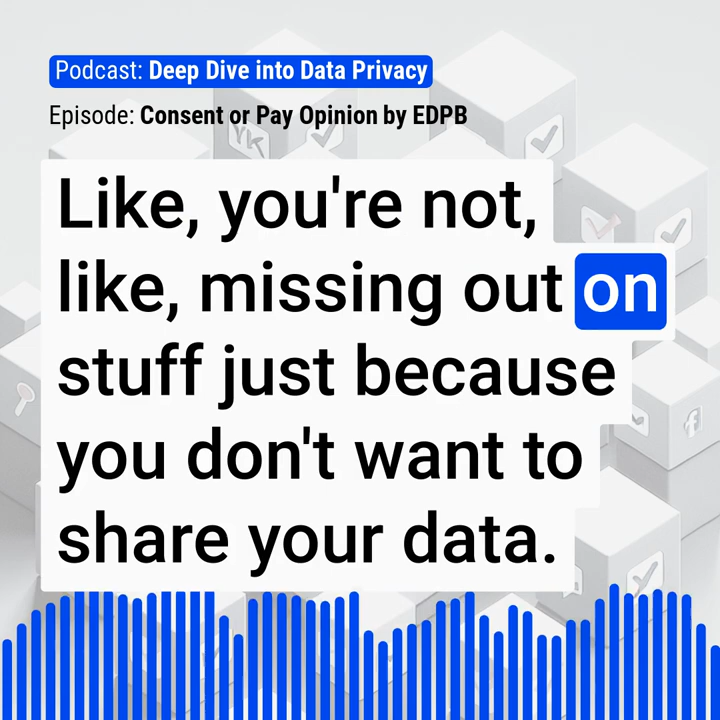 Podcast: Deep Dive into Data Privacy
Episode: Consent or Pay Opinion by EDPB
Like, you're not,
like, missing out on
stuff just because
you don't want to
share your data.